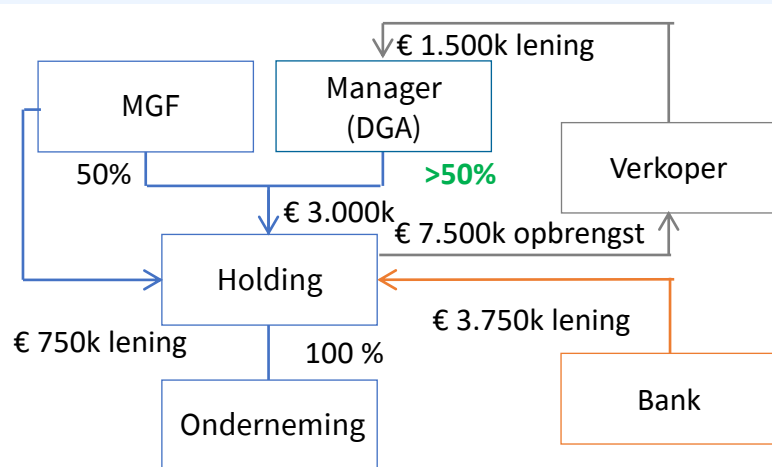 € 1.500k lening
MGF
Manager
(DGA)
Verkoper
50%
>50%
€ 3.000k
€ 7.500k opbrengst
Holding
€ 3.750k lening
€ 750k lening
100 %
Bank
Onderneming